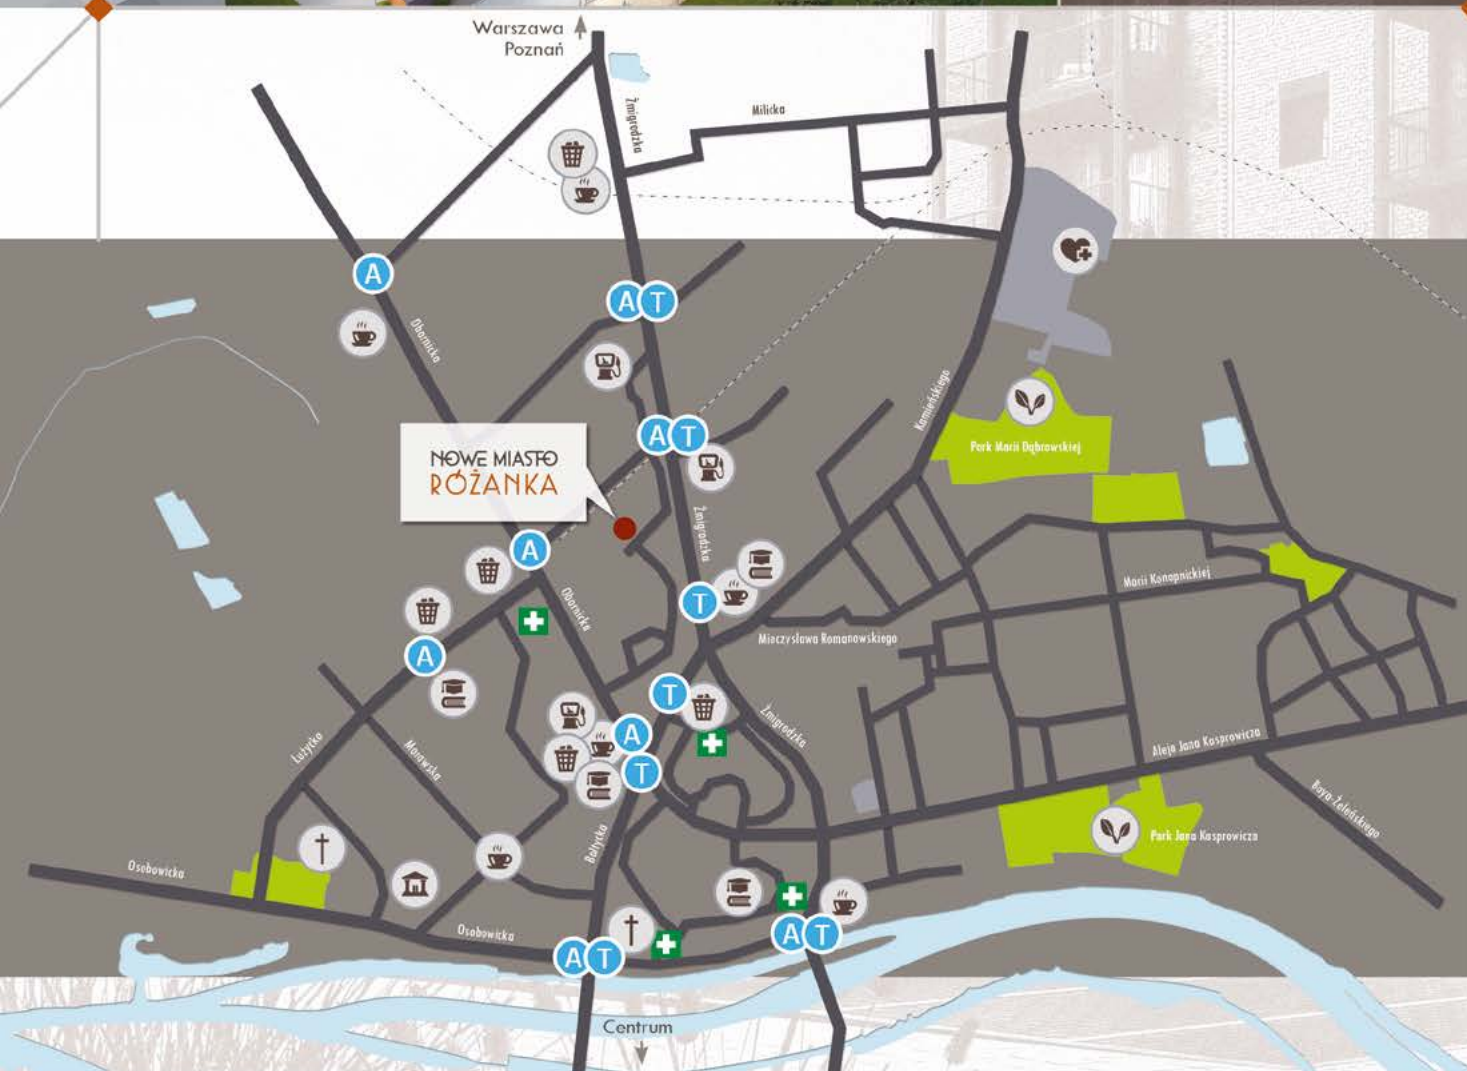 Warszawa
Poznań
Żmigrodzka
Milicka
A
A T
Obornicka
Kamieńskiego
Park Marii Dąbrowskiej
A T
NOWE MIASTO
RÓŻANKA
Żmigrodzka
A
T
Obornicka
Marii Konopnickiej
Mieczysława Romanowskiego
A
T
Żmigrodzka
A
T
Łużycka
Morawska
Aleja Jana Kasprowicza
Boya-Żeleńskiego
Park Jana Kasprowicza
Bałtycka
Osobowicka
Osobowicka
A T
A T
Centrum